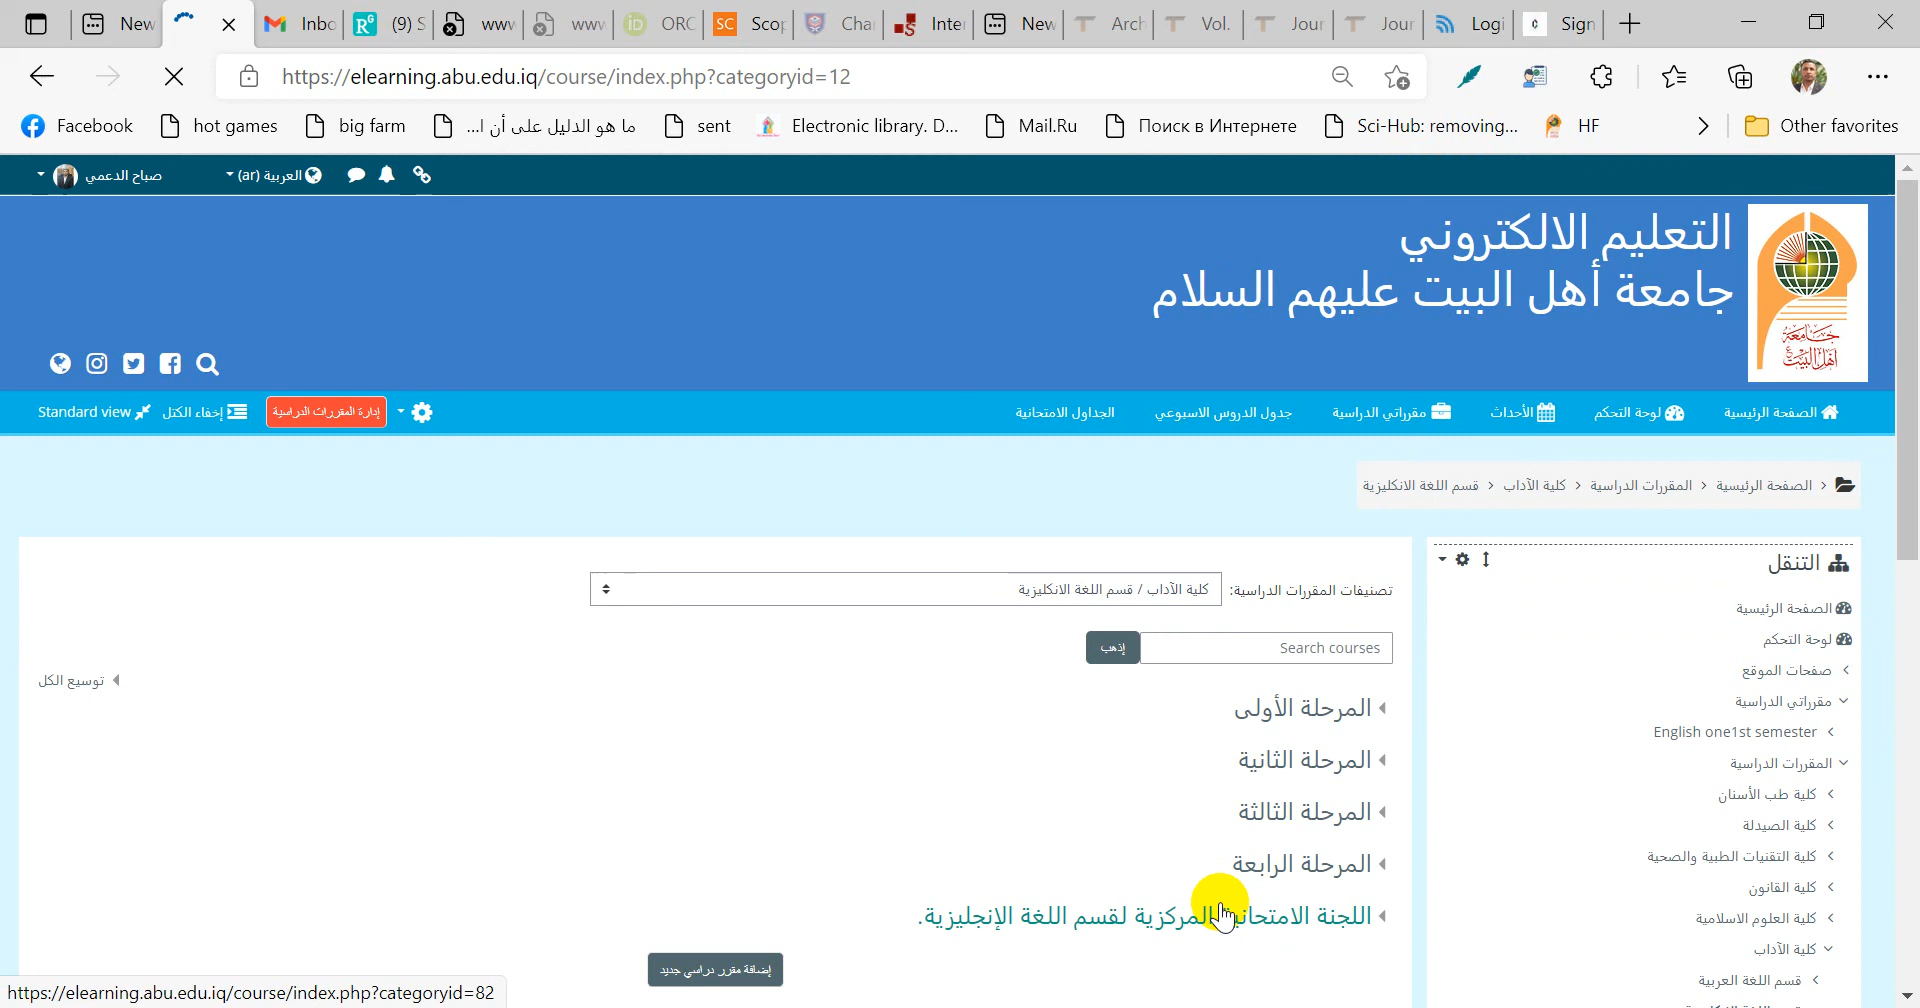 New
Inbo
(9) S
www
www
ORC
Scop
Cha
Inter
New
Arch
Vol.
Jour
Jour
Logi
Sign
https://elearning.abu.edu.iq/course/index.php?categoryid=12
Facebook
hot games
big farm
ما هو الدليل على أن ا...
sent
Electronic library. D...
Mail.Ru
Поиск в Интернете
Sci-Hub: removing...
HF
Other favorites
العربية (ar)
صباح الدعمي
التعليم الالكتروني
جامعة أهل البيت عليهم السلام
جامعة
أهل البيت
الصفحة الرئيسية
لوحة التحكم
الأحداث
مقرراتي الدراسية
جدول الدروس الاسبوعي
الجداول الامتحانية
إدارة المقررات الدراسية
إخفاء الكتل
Standard view
الصفحة الرئيسية
المقررات الدراسية
كلية الآداب
قسم اللغة الانكليزية
التنقل
الصفحة الرئيسية
لوحة التحكم
صفحات الموقع
مقرراتي الدراسية
English one1st semester
المقررات الدراسية
كلية طب الأسنان
كلية الصيدلة
كلية التقنيات الطبية والصحية
كلية القانون
كلية العلوم الاسلامية
كلية الآداب
قسم اللغة العربية
تصنيفات المقررات الدراسية:
كلية الآداب / قسم اللغة الانكليزية
Search courses
إذهب
توسيع الكل
المرحلة الأولى
المرحلة الثانية
المرحلة الثالثة
المرحلة الرابعة
اللجنة الامتحانية المركزية لقسم اللغة الإنجليزية.
إضافة مقرر دراسي جديد
https://elearning.abu.edu.iq/course/index.php?categoryid=82